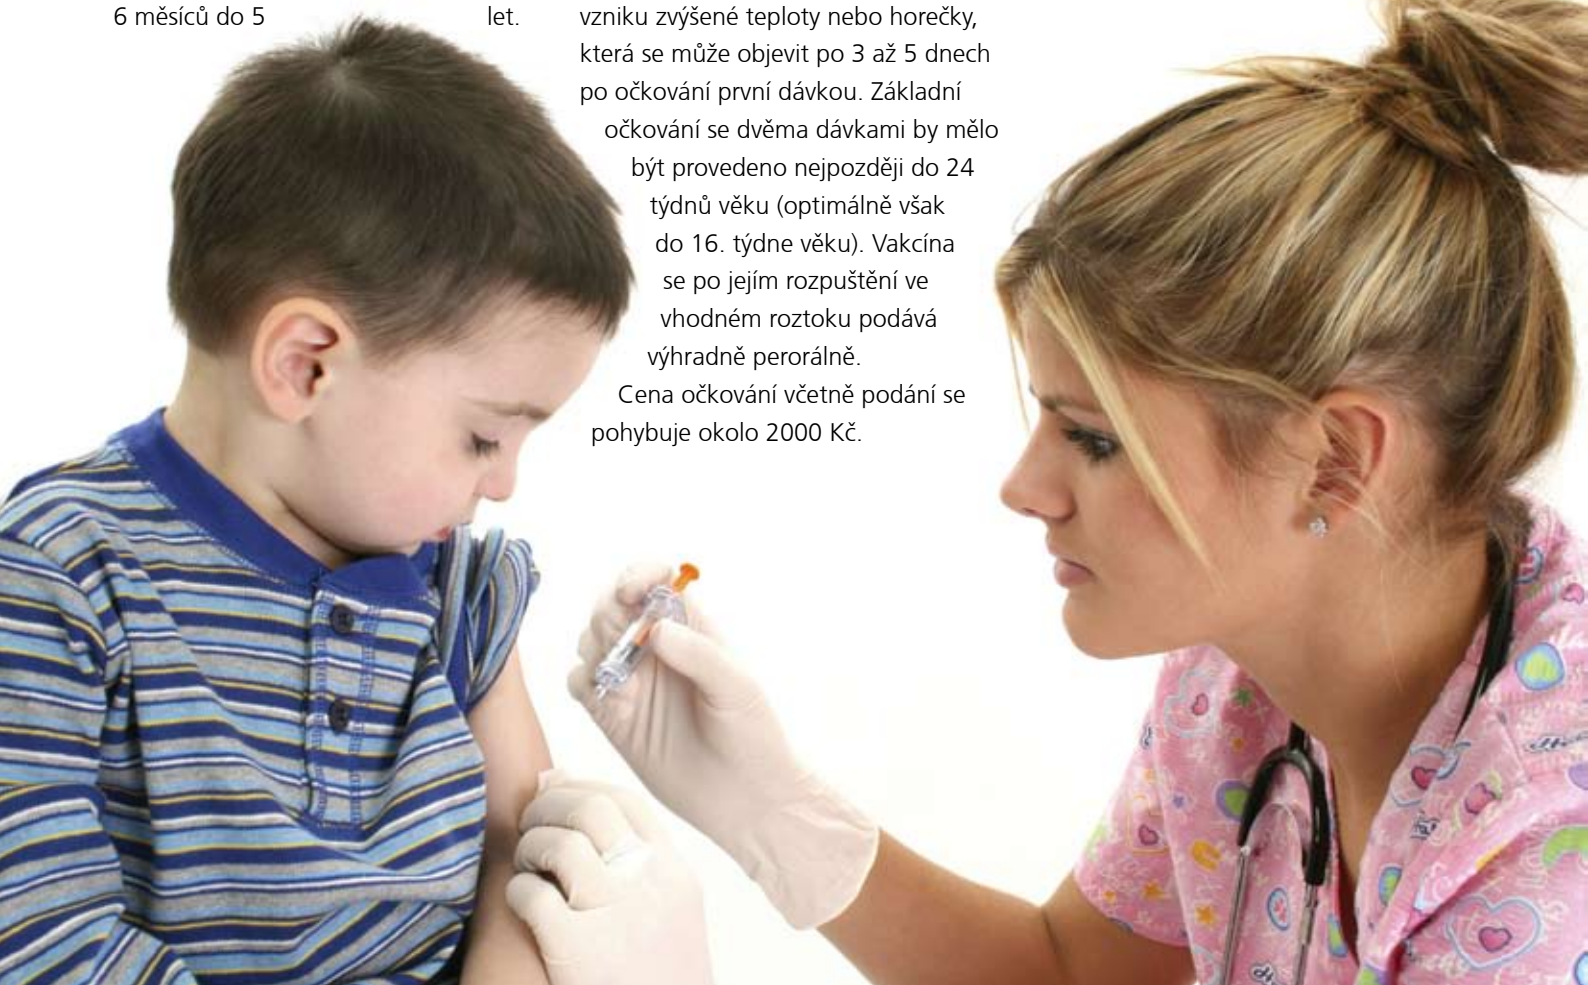 6 měsíců do 5 let.
vzniku zvýšené teploty nebo horečky,
která se může objevit po 3 až 5 dnech
po očkování první dávkou. Základní
očkování se dvěma dávkami by mělo
být provedeno nejpozději do 24
týdnů věku (optimálně však
do 16. týdne věku). Vakcína
se po jejím rozpuštění ve
vhodném roztoku podává
výhradně perorálně.
Cena očkování včetně podání se
pohybuje okolo 2000 Kč.